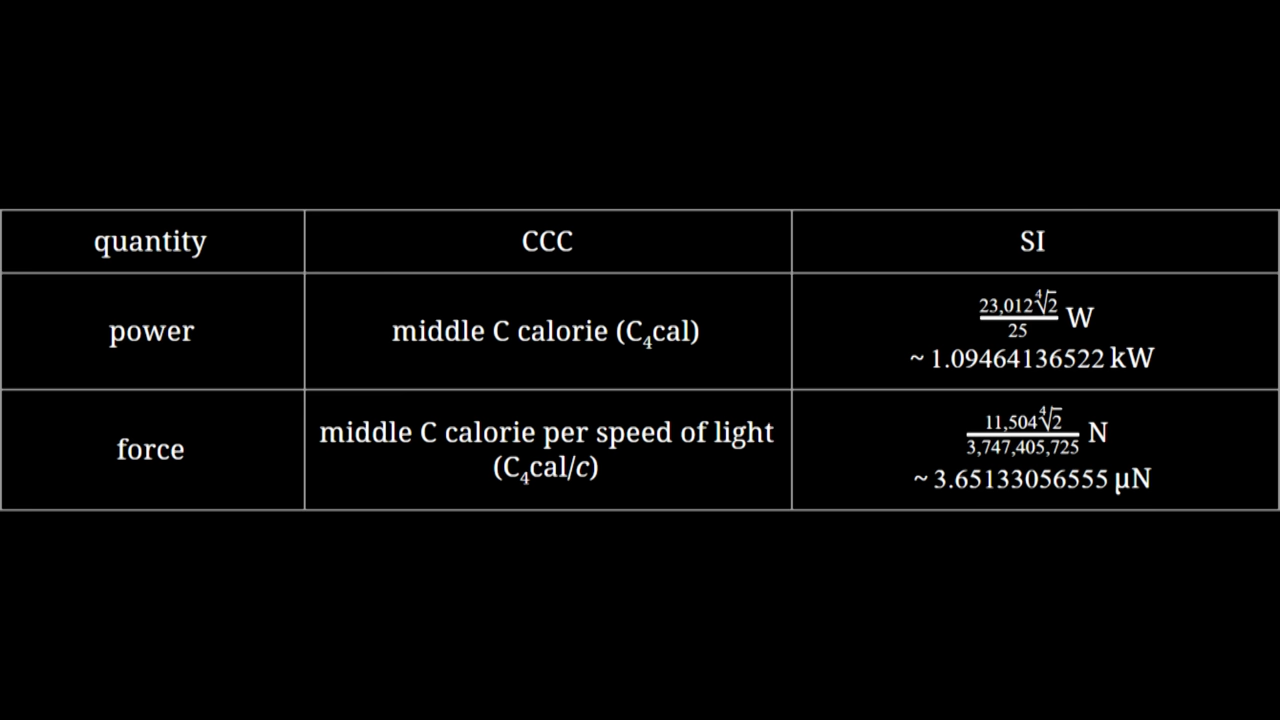 quantity CCC SI
power middle C calorie (C₄cal) 23,012∜2/25 W
~ 1.09464136522 kW
force middle C calorie per speed of light (C₄cal/c) 11,504∜2/3,747,405,725 N
~ 3.65133056555 µN